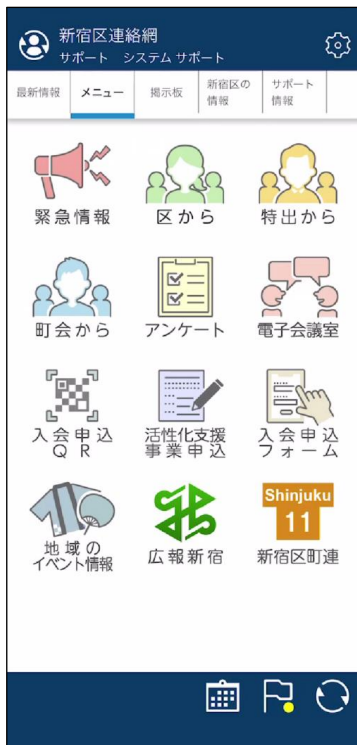 新宿区連絡網
サポート システム サポート
最新情報
メニュー
掲示板
新宿区の
情報
サポート
情報
緊急情報
区から
特出から
町会から
アンケート
電子会議室
入会申込
QR
活性化支援
事業申込
入会申込
フォーム
地域の
イベント情報
広報新宿
Shinjuku
11
新宿区町連